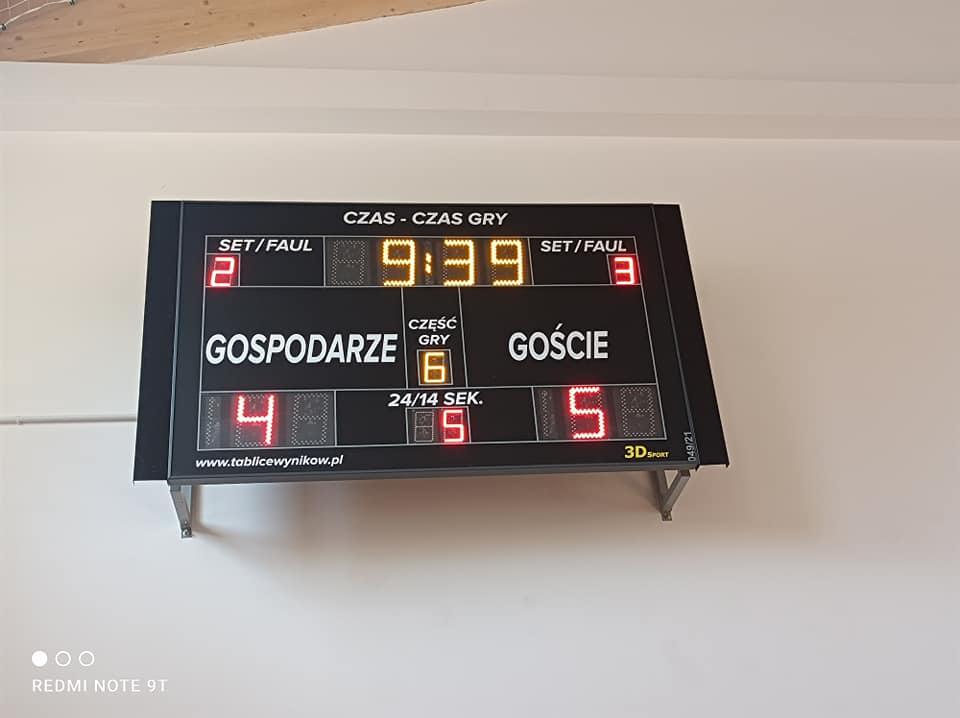 CZAS - CZAS GRY
SET / FAUL
9:39
SET / FAUL
2
3
GOSPODARZE
CZĘŚĆ
GRY
6
GOŚCIE
4
24/14 SEK.
5
5
www.tablicewynikow.pl
3D SPORT
049/21
REDMI NOTE 9T